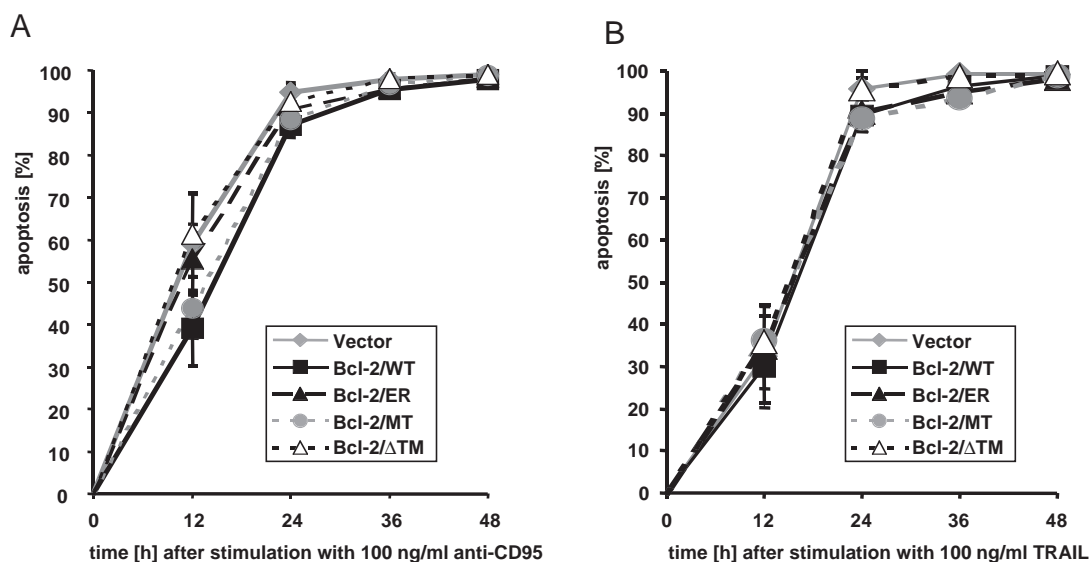 A
100
90
80
70
60
50
40
30
20
10
0
apoptosis [%]
Vector
Bcl-2/WT
Bcl-2/ER
Bcl-2/MT
Bcl-2/ΔTM
0 12 24 36 48
time [h] after stimulation with 100 ng/ml anti-CD95
B
100
90
80
70
60
50
40
30
20
10
0
apoptosis [%]
Vector
Bcl-2/WT
Bcl-2/ER
Bcl-2/MT
Bcl-2/ΔTM
0 12 24 36 48
time [h] after stimulation with 100 ng/ml TRAIL